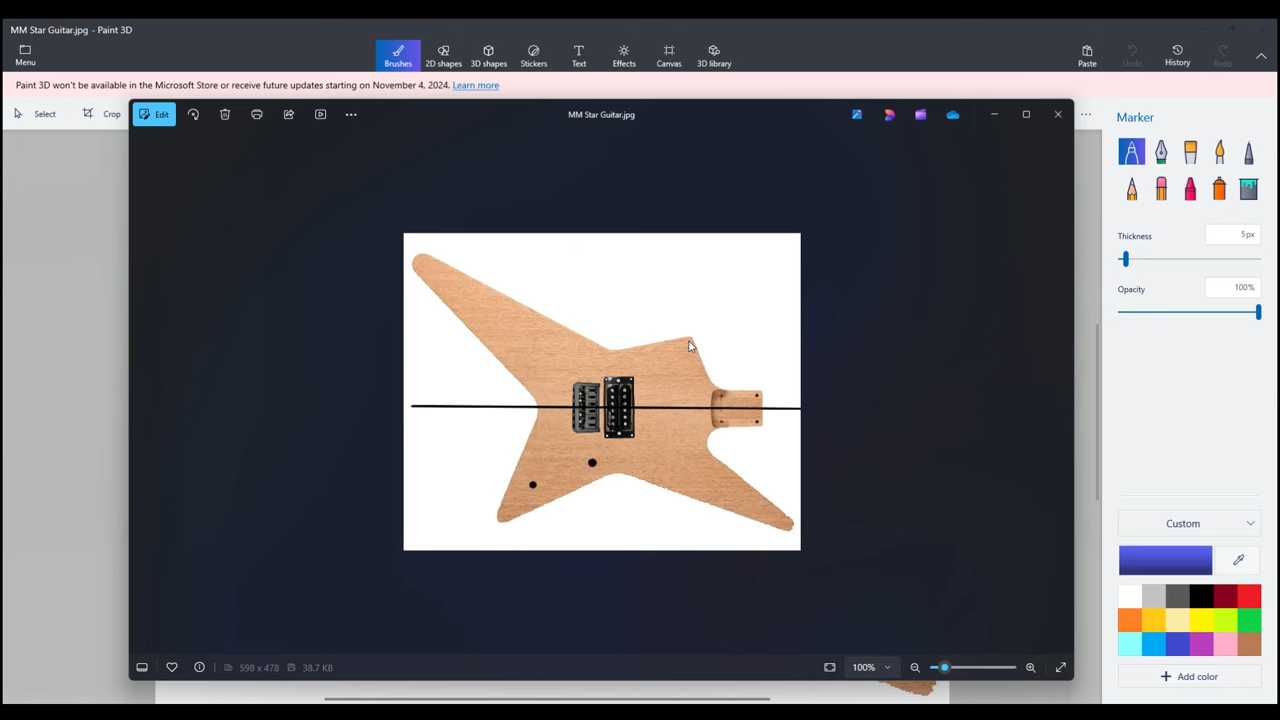 MM Star Guitar.jpg - Paint 3D
Menu
Brushes 2D shapes 3D shapes Stickers Text Effects Canvas 3D library Paste Undo History Redo
Paint 3D won't be available in the Microsoft Store or receive future updates starting on November 4, 2024. Learn more
Select Crop
Edit MM Star Guitar.jpg
Marker
Thickness 5px
Opacity 100%
Custom
Add color
598 x 478 38.7 KB 100%